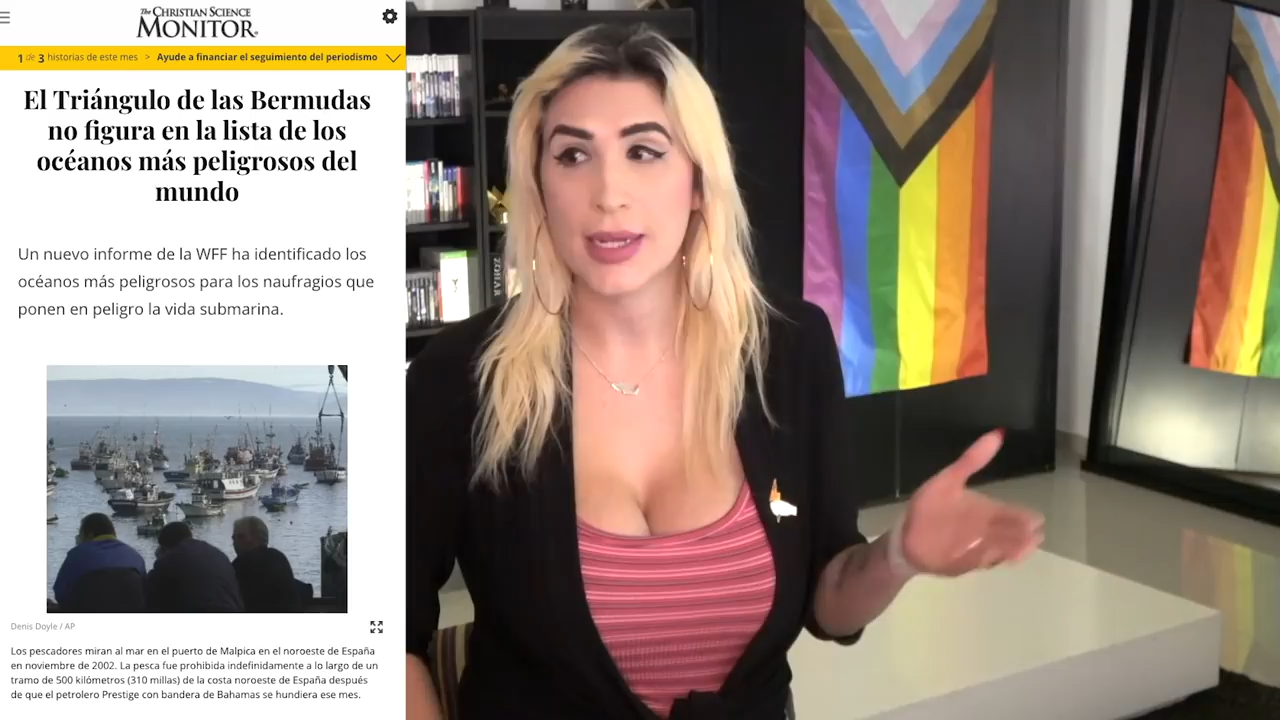 The CHRISTIAN SCIENCE
MONITOR
1 de 3 historias de este mes > Ayude a financiar el seguimiento del periodismo
El Triángulo de las Bermudas
no figura en la lista de los
océanos más peligrosos del
mundo
Un nuevo informe de la WFF ha identificado los
océanos más peligrosos para los naufragios que
ponen en peligro la vida submarina.
Denis Doyle / AP
Los pescadores miran al mar en el puerto de Malpica en el noroeste de España
en noviembre de 2002. La pesca fue prohibida indefinidamente a lo largo de un
tramo de 500 kilómetros (310 millas) de la costa noroeste de España después
de que el petrolero Prestige con bandera de Bahamas se hundiera ese mes.